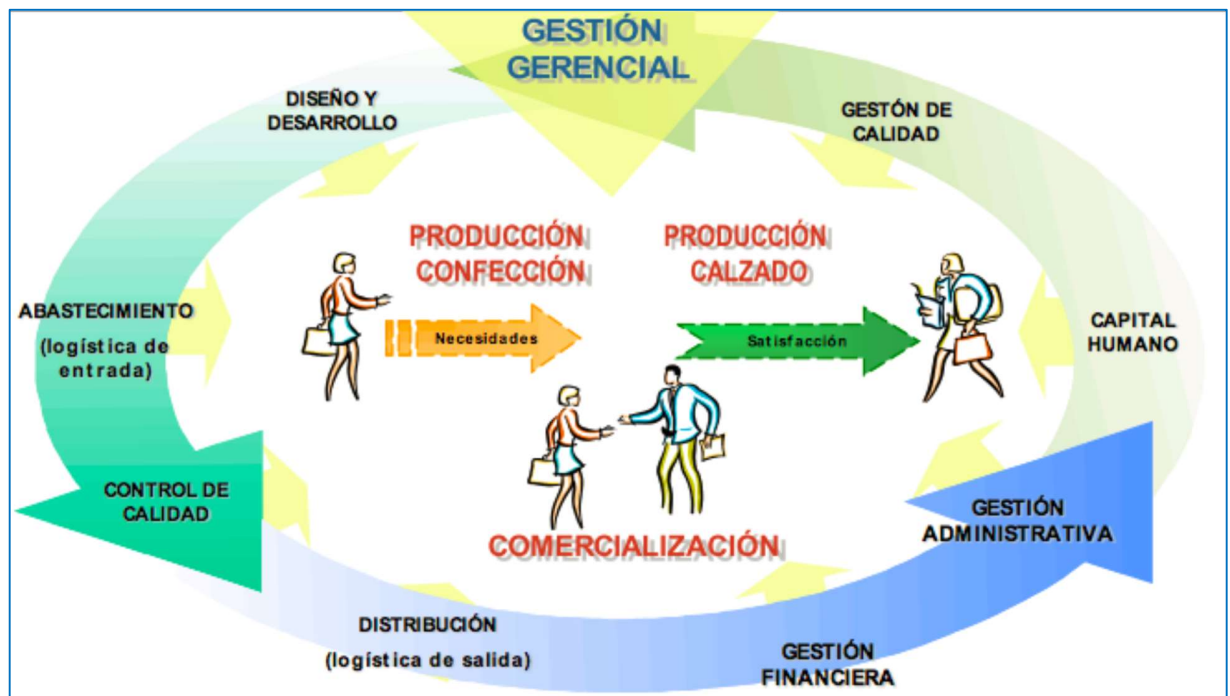 GESTIÓN
GERENCIAL
DISEÑO Y
DESARROLLO
GESTÓN DE
CALIDAD
PRODUCCIÓN
CONFECCIÓN
PRODUCCIÓN
CALZADO
ABASTECIMIENTO
(logística de
entrada)
Necesidades
Satisfacción
CAPITAL
HUMANO
CONTROL DE
CALIDAD
GESTIÓN
ADMINISTRATIVA
COMERCIALIZACIÓN
DISTRIBUCIÓN
(logística de salida)
GESTIÓN
FINANCIERA